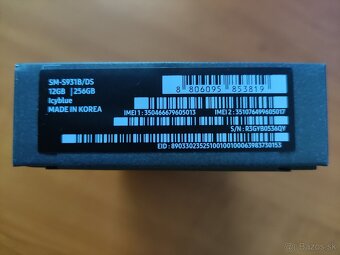 SM-S931B/DS
12GB | 256GB
Icyblue
MADE IN KOREA
8 806095 853819
IMEI 1 : 350466679605013
IMEI 2 : 351076499605017
S/N : R3GYB0536QY
EID : 89033023525100100100063983730153
© Bazos.sk